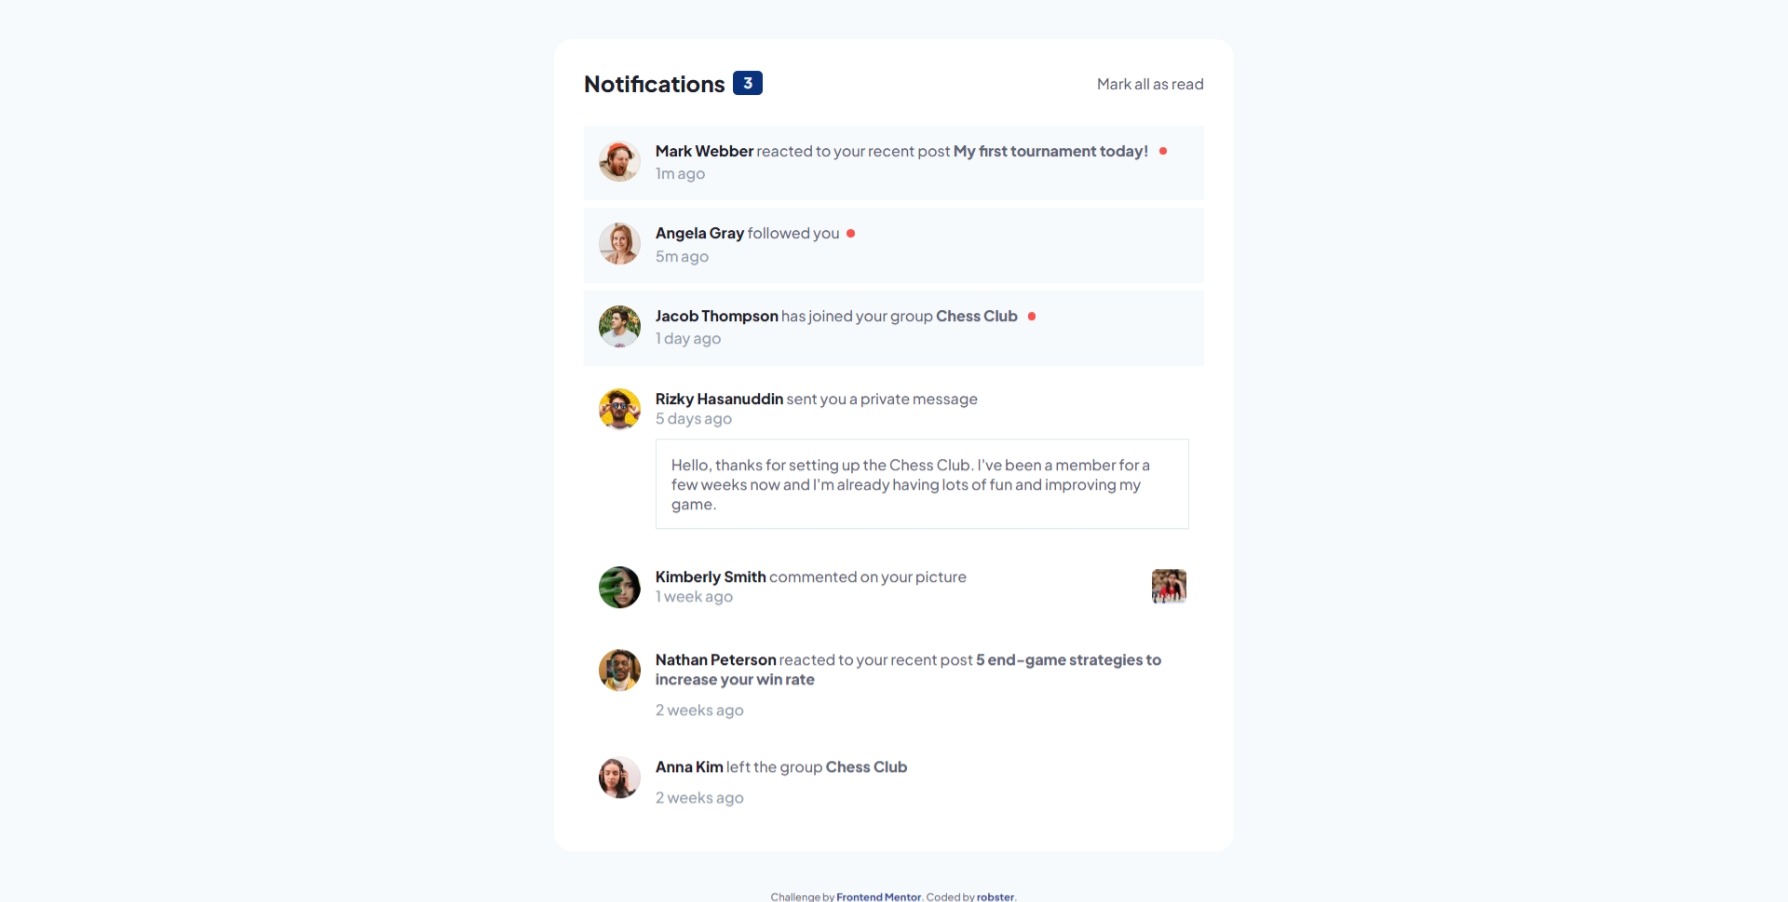 Notifications 3
Mark all as read
Mark Webber reacted to your recent post My first tournament today!
1m ago
Angela Gray followed you
5m ago
Jacob Thompson has joined your group Chess Club
1 day ago
Rizky Hasanuddin sent you a private message
5 days ago
Hello, thanks for setting up the Chess Club. I've been a member for a
few weeks now and I'm already having lots of fun and improving my
game.
Kimberly Smith commented on your picture
1 week ago
Nathan Peterson reacted to your recent post 5 end-game strategies to
increase your win rate
2 weeks ago
Anna Kim left the group Chess Club
2 weeks ago
Challenge by Frontend Mentor. Coded by robster.